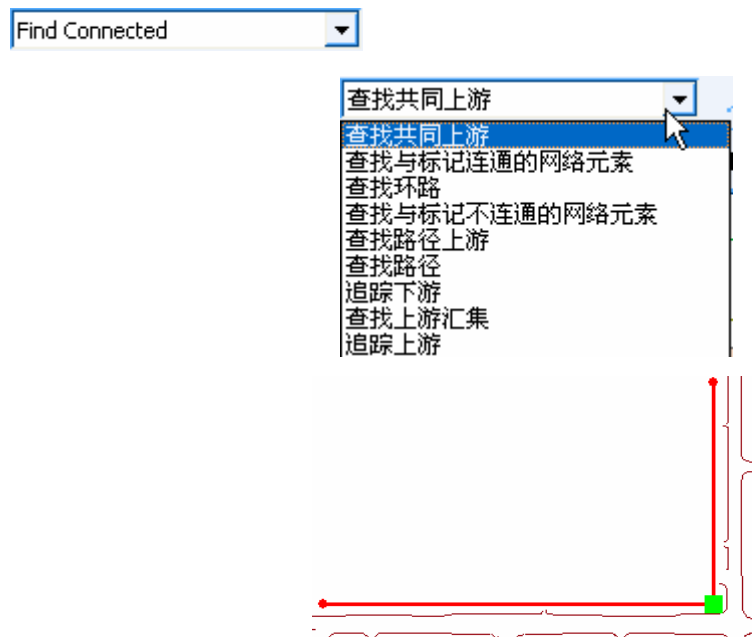 Find Connected
查找共同上游
查找共同上游
查找与标记连通的网络元素
查找环路
查找与标记不连通的网络元素
查找路径上游
查找路径
追踪下游
查找上游汇集
追踪上游